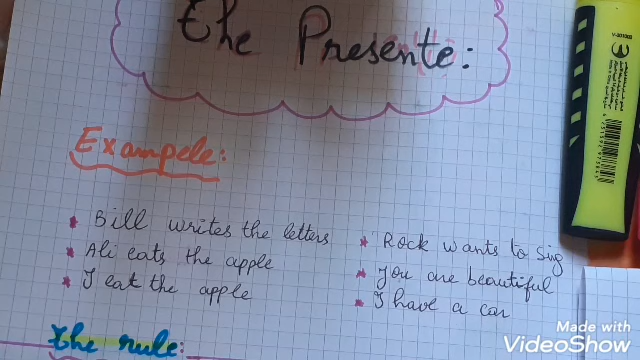 the Presente:
Exampele:
* Bill writes the letters
* Ali eats the apple
* I eat the apple
* Rock wants to sing
* You are beautiful
* I have a car
the rule:
Made with
VideoShow